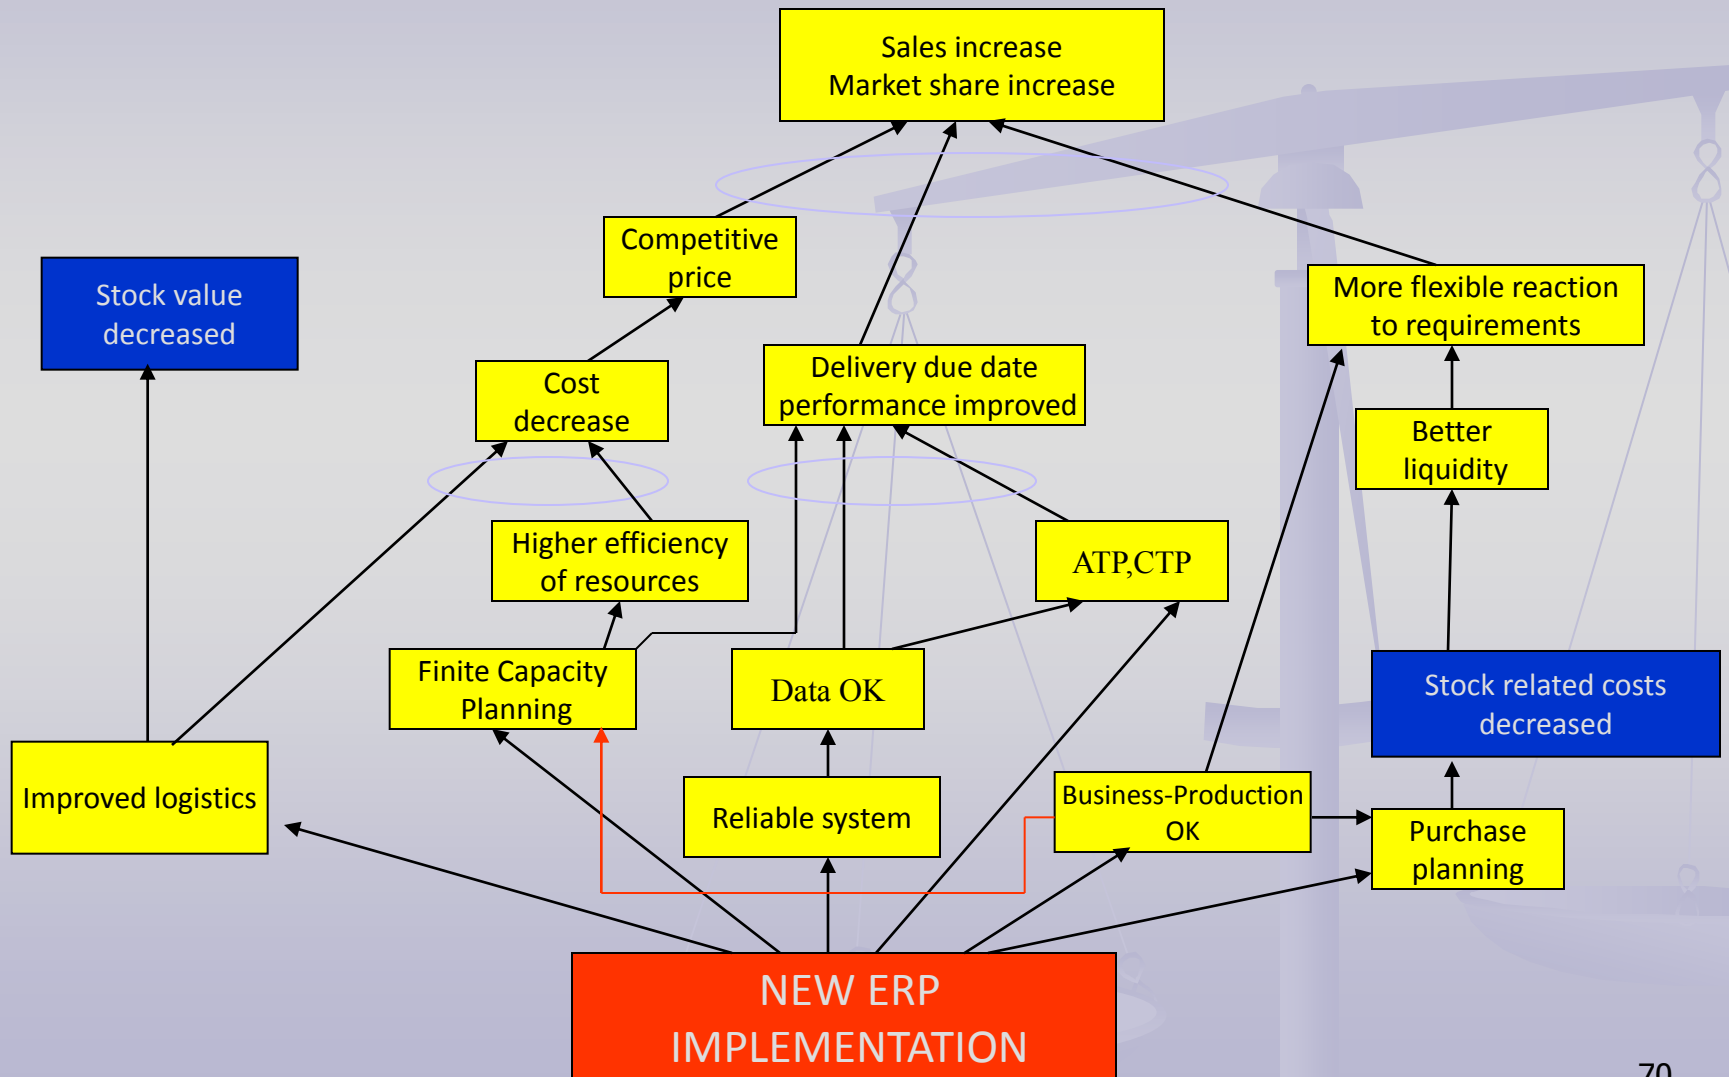 Sales increase
Market share increase
Competitive
price
Stock value
decreased
More flexible reaction
to requirements
Cost
decrease
Delivery due date
performance improved
Better
liquidity
Higher efficiency
of resources
ATP,CTP
Finite Capacity
Planning
Data OK
Stock related costs
decreased
Improved logistics
Reliable system
Business-Production
OK
Purchase
planning
NEW ERP
IMPLEMENTATION
70